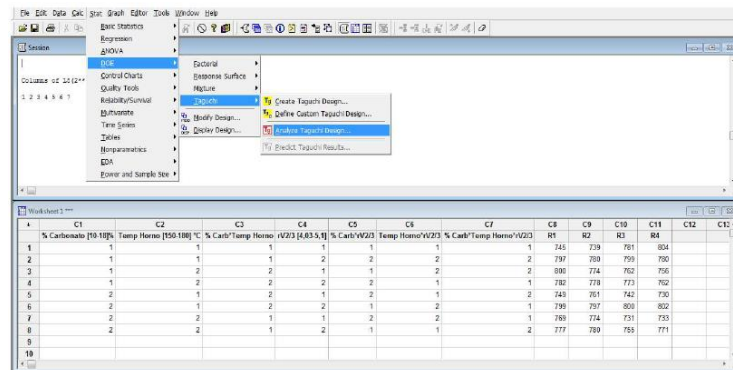 File Edit Data Calc Stat Graph Editor Tools Window Help
Session
Columns of L8(2**
1 2 3 4 5 6 7
Basic Statistics
Regression
ANOVA
DOE
Control Charts
Quality Tools
Reliability/Survival
Multivariate
Time Series
Tables
Nonparametrics
EDA
Power and Sample Size
Factorial
Response Surface
Mixture
Taguchi
Modify Design...
Display Design...
Create Taguchi Design...
Define Custom Taguchi Design...
Analyze Taguchi Design...
Predict Taguchi Results...
Worksheet 1 ***
C1 C2 C3 C4 C5 C6 C7 C8 C9 C10 C11 C12 C13
% Carbonato [10-18]% Temp Horno [150-180] ºC % Carb*Temp Horno rV2/3 [4,03-5,1] % Carb*rV2/3 Temp Horno*rV2/3 % Carb*Temp Horno*rV2/3 R1 R2 R3 R4
1 1 1 1 1 1 1 1 745 739 781 804
2 1 1 1 2 2 2 2 797 780 799 780
3 1 2 2 1 1 2 2 800 774 762 756
4 1 2 2 2 2 1 1 782 778 773 762
5 2 1 2 1 2 1 2 749 761 742 730
6 2 1 2 2 1 2 1 799 797 800 802
7 2 2 1 1 2 2 1 769 774 731 733
8 2 2 1 2 1 1 2 777 780 765 771
9
10